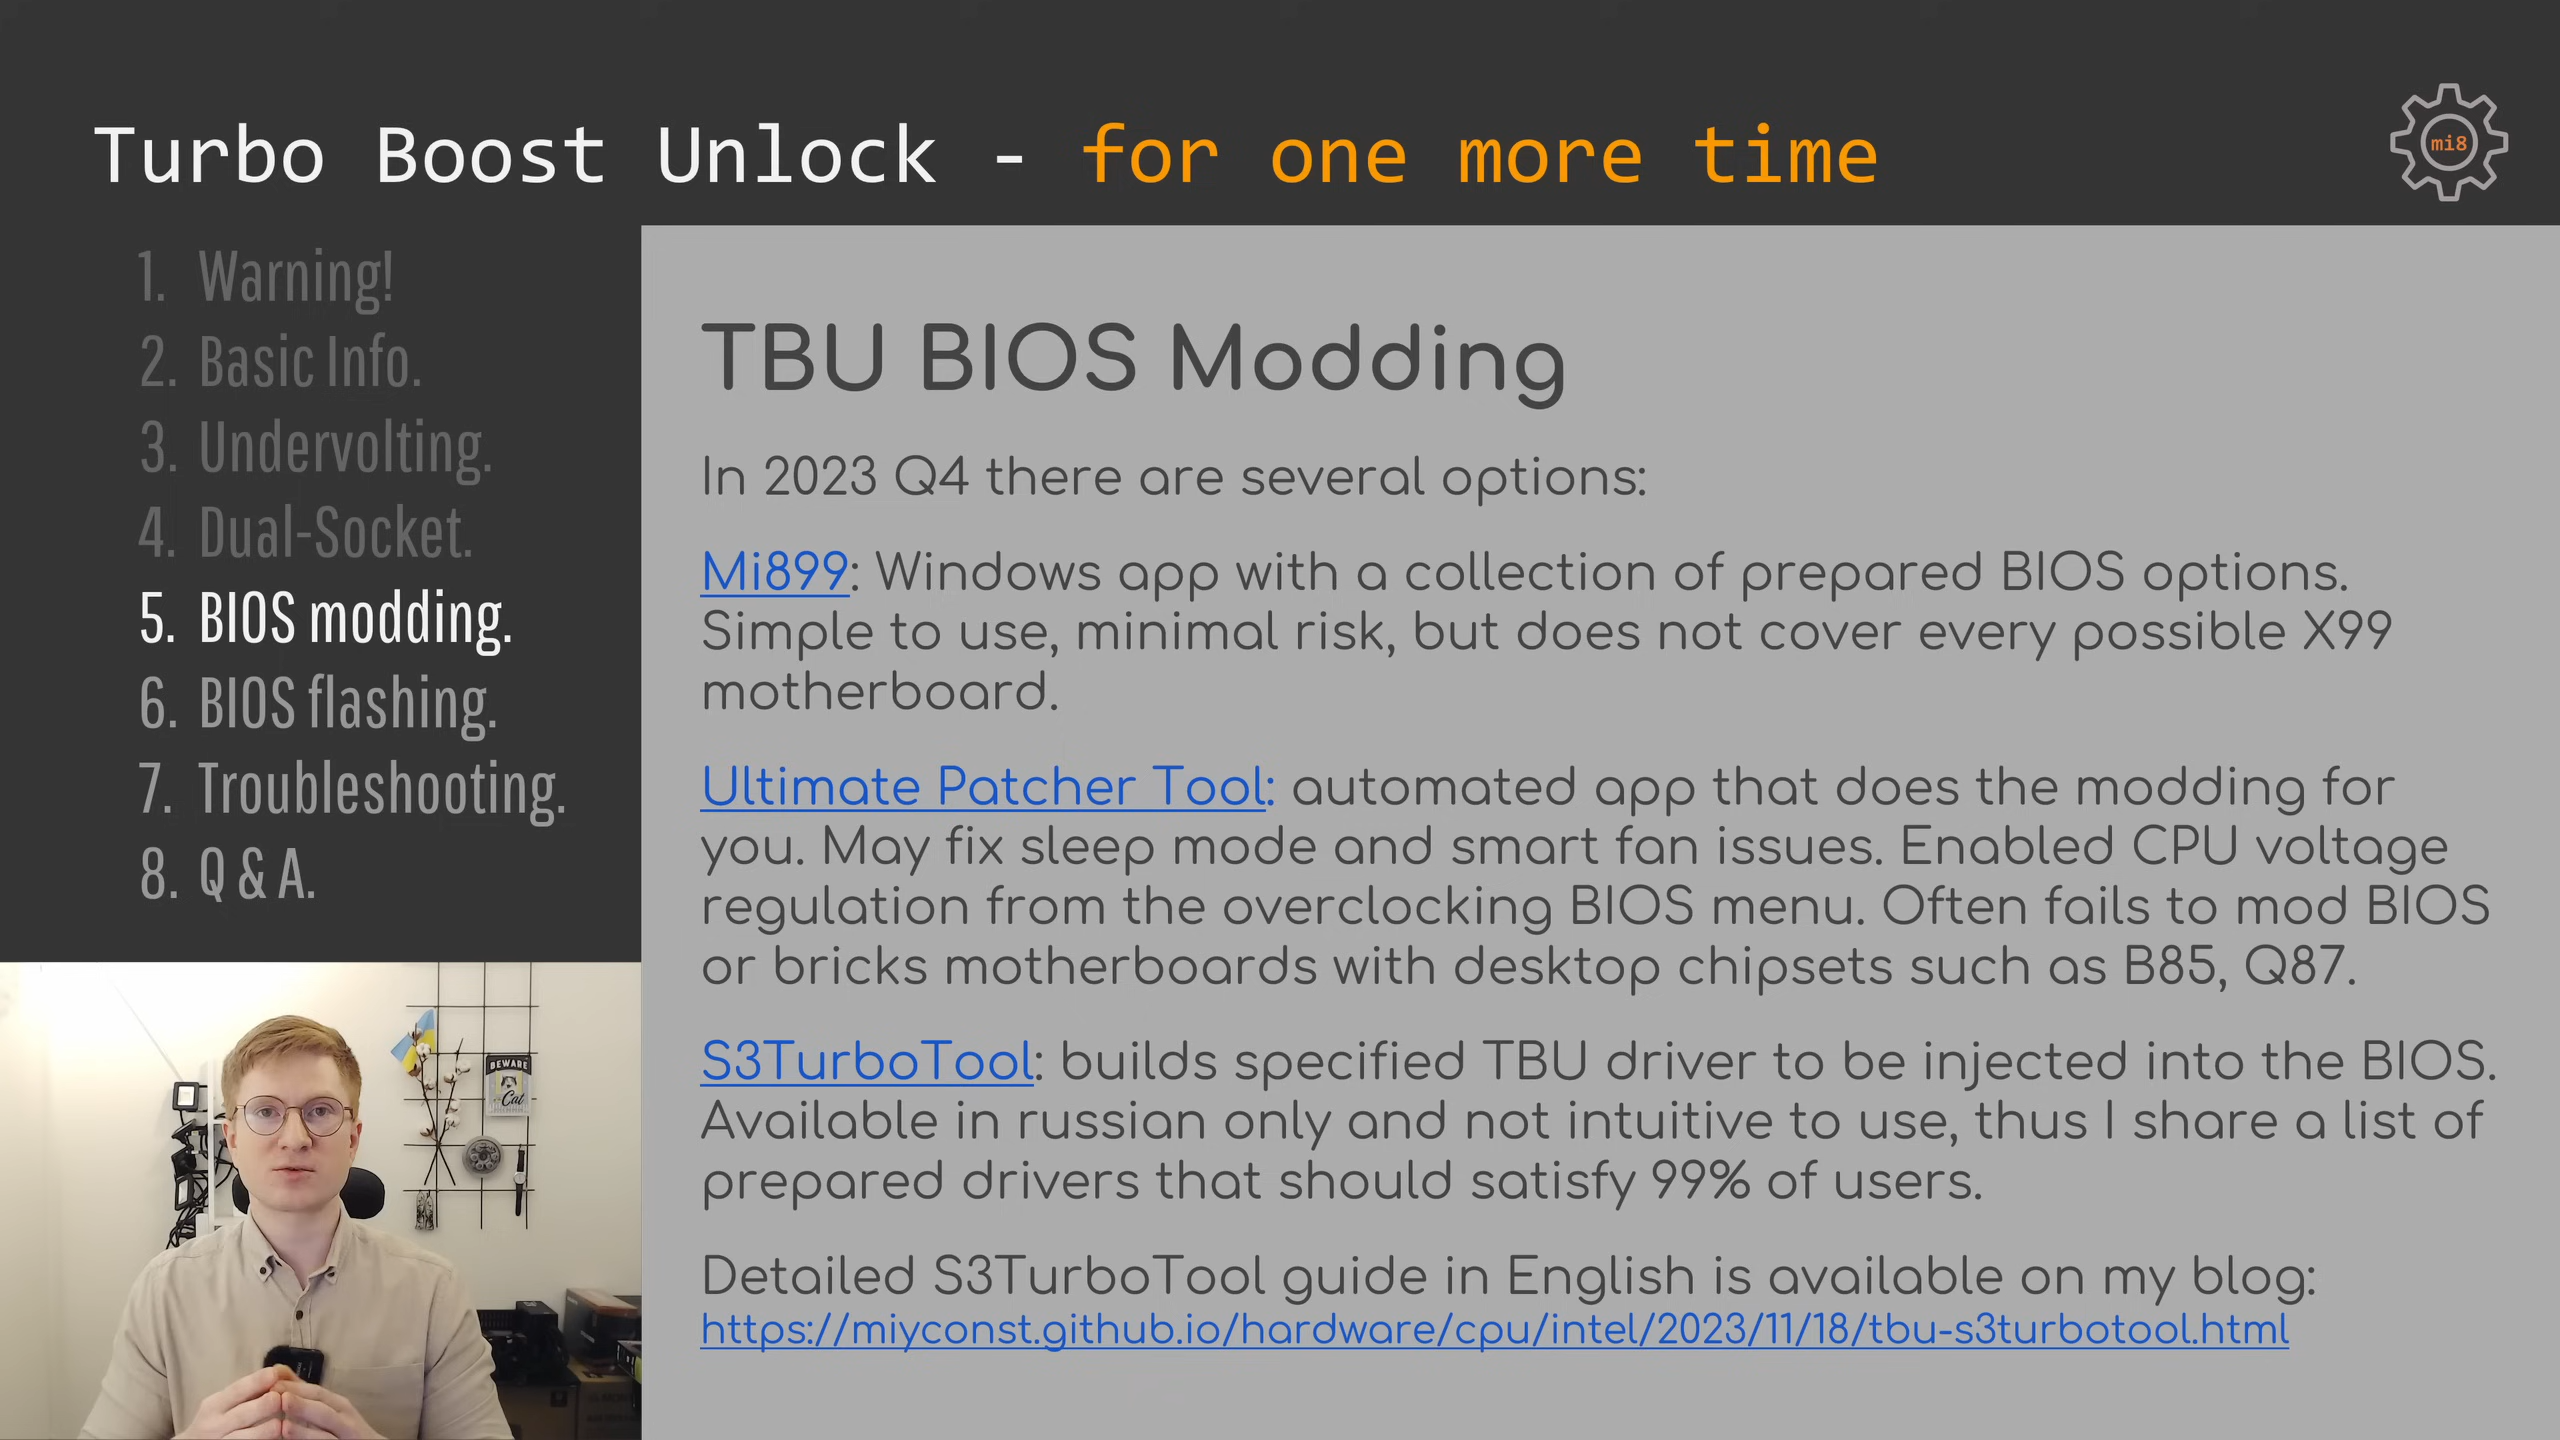 Turbo Boost Unlock - for one more time
mi8
1. Warning!
2. Basic Info.
3. Undervolting.
4. Dual-Socket.
5. BIOS modding.
6. BIOS flashing.
7. Troubleshooting.
8. Q & A.
TBU BIOS Modding
In 2023 Q4 there are several options:
Mi899: Windows app with a collection of prepared BIOS options.
Simple to use, minimal risk, but does not cover every possible X99
motherboard.
Ultimate Patcher Tool: automated app that does the modding for
you. May fix sleep mode and smart fan issues. Enabled CPU voltage
regulation from the overclocking BIOS menu. Often fails to mod BIOS
or bricks motherboards with desktop chipsets such as B85, Q87.
S3TurboTool: builds specified TBU driver to be injected into the BIOS.
Available in russian only and not intuitive to use, thus I share a list of
prepared drivers that should satisfy 99% of users.
Detailed S3TurboTool guide in English is available on my blog:
https://miyconst.github.io/hardware/cpu/intel/2023/11/18/tbu-s3turbotool.html
BEWARE
Cat